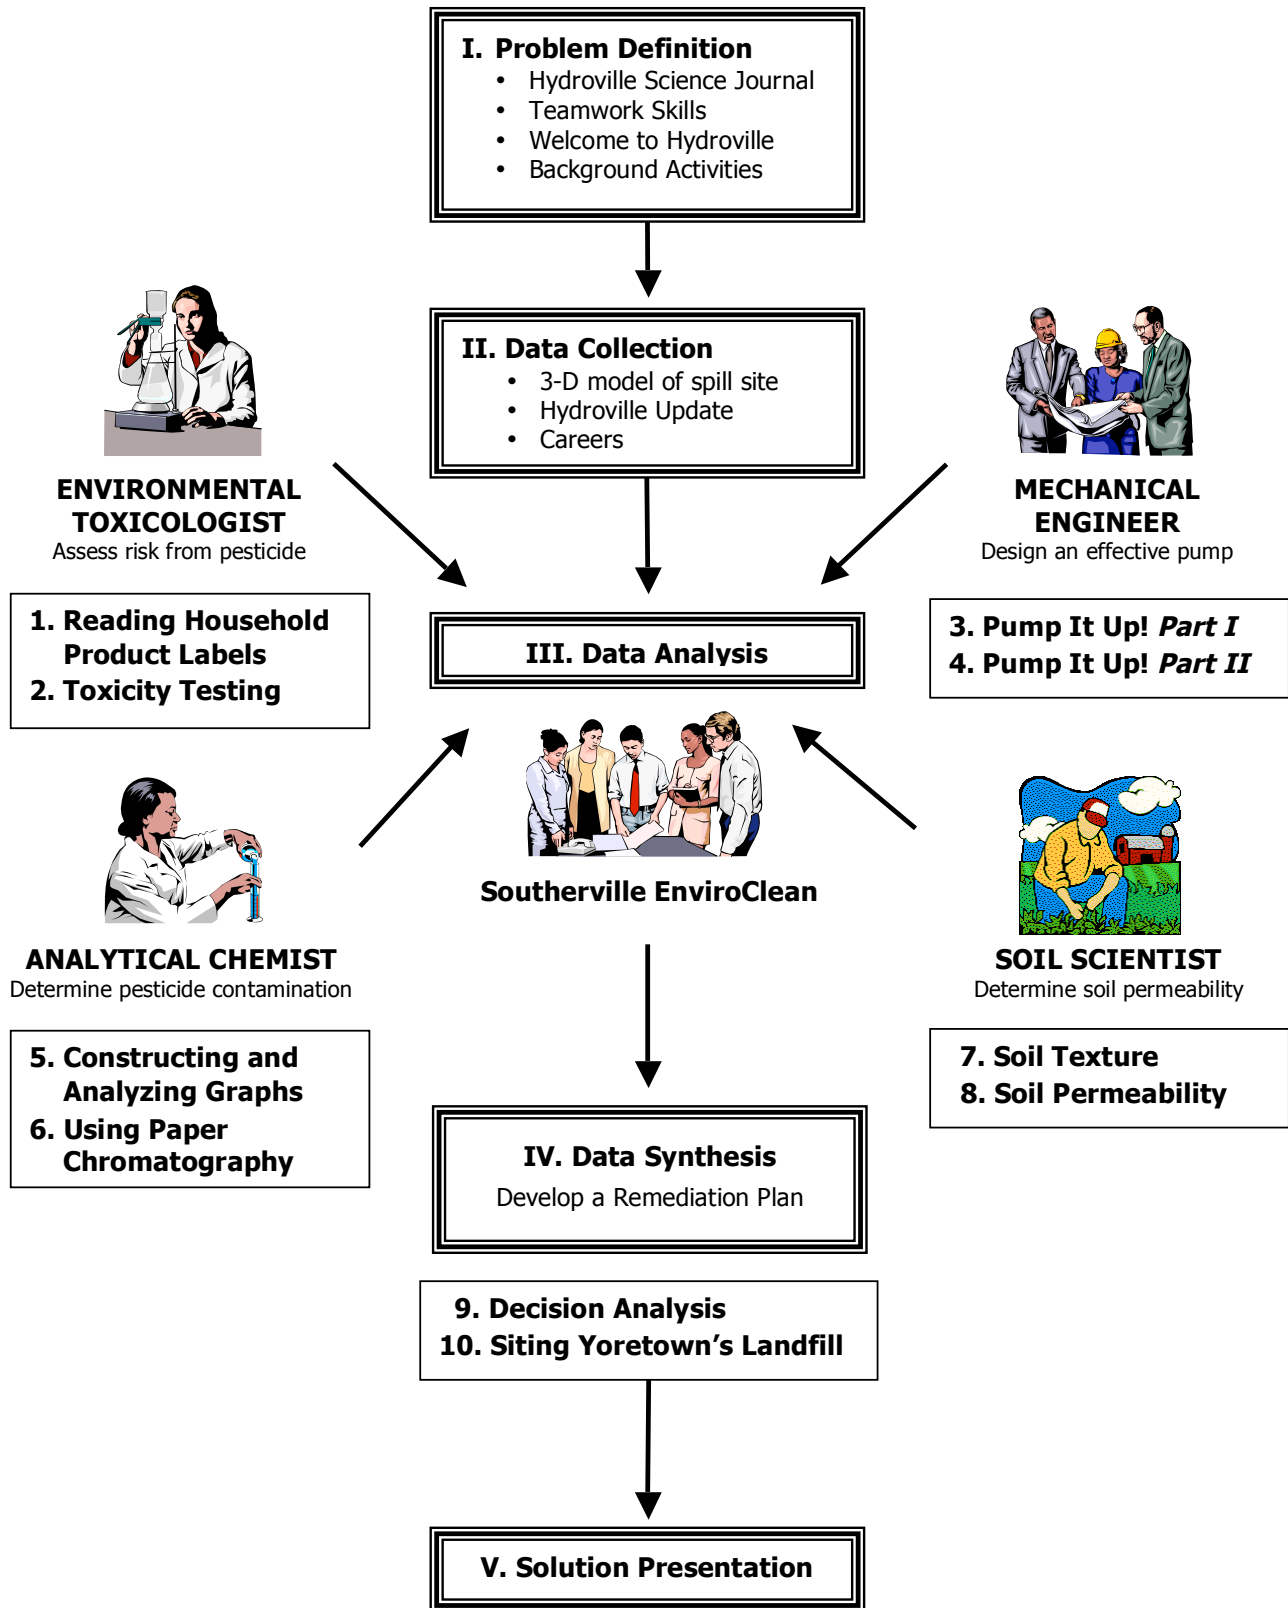 I. Problem Definition
• Hydroville Science Journal
• Teamwork Skills
• Welcome to Hydroville
• Background Activities
II. Data Collection
• 3-D model of spill site
• Hydroville Update
• Careers
ENVIRONMENTAL
TOXICOLOGIST
Assess risk from pesticide
MECHANICAL
ENGINEER
Design an effective pump
1. Reading Household
Product Labels
2. Toxicity Testing
III. Data Analysis
3. Pump It Up! Part I
4. Pump It Up! Part II
Southerville EnviroClean
ANALYTICAL CHEMIST
Determine pesticide contamination
SOIL SCIENTIST
Determine soil permeability
5. Constructing and
Analyzing Graphs
6. Using Paper
Chromatography
7. Soil Texture
8. Soil Permeability
IV. Data Synthesis
Develop a Remediation Plan
9. Decision Analysis
10. Siting Yoretown’s Landfill
V. Solution Presentation